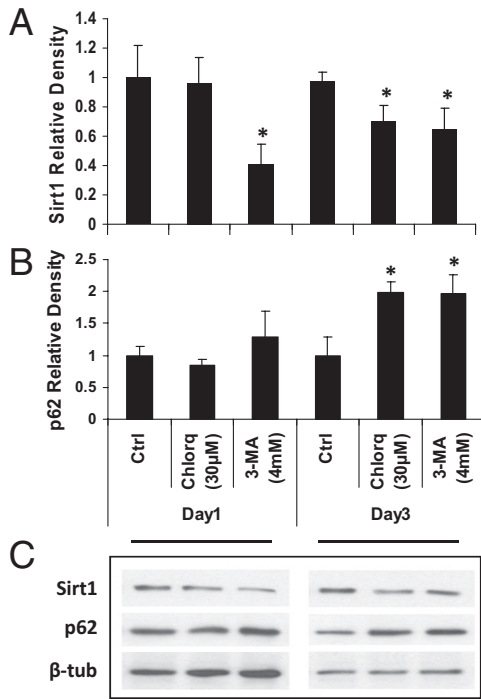 A
Sirt1 Relative Density
1.4
1.2
1
0.8
0.6
0.4
0.2
0
*
*
*
B
p62 Relative Density
2.5
2
1.5
1
0.5
0
*
*
Ctrl
Chlorq
(30µM)
3-MA
(4mM)
Ctrl
Chlorq
(30µM)
3-MA
(4mM)
Day1
Day3
C
Sirt1
p62
β-tub